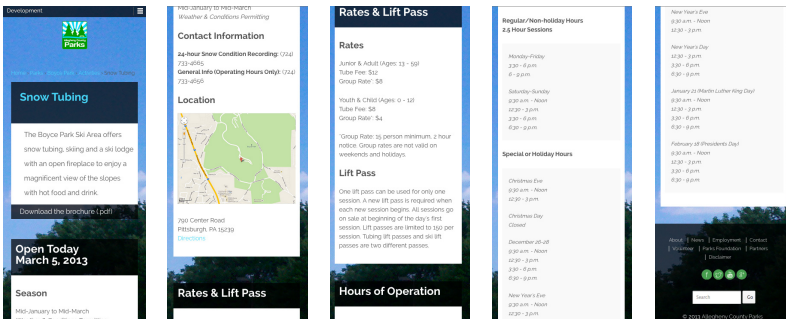 Development
Allegheny County
Parks
Snow Tubing
Snow Tubing
The Boyce Park Ski Area offers
snow tubing, skiing and a ski lodge
with an open fireplace to enjoy a
magnificent view of the slopes
with hot food and drink.
Download the brochure (.pdf)
Open Today
March 5, 2013
Season
Mid-January to Mid-March
Mid-January to Mid-March
Weather & Conditions Permitting
Contact Information
24-hour Snow Condition Recording: (724)
733-4665
General Info (Operating Hours Only): (724)
733-4656
Location
790 Center Road
Pittsburgh, PA 15239
Directions
Rates & Lift Pass
Rates & Lift Pass
Rates
Junior & Adult (Ages: 13 - 59)
Tube Fee: $12
Group Rate*: $8
Youth & Child (Ages: 0 - 12)
Tube Fee: $8
Group Rate*: $4
*Group Rate: 15 person minimum, 2 hour
notice. Group rates are not valid on
weekends and holidays.
Lift Pass
One lift pass can be used for only one
session. A new lift pass is required when
each new session begins. All sessions go
on sale at beginning of the day's first
session. Lift passes are limited to 150 per
session. Tubing lift passes and ski lift
passes are two different passes.
Hours of Operation
Regular/Non-holiday Hours
2.5 Hour Sessions
Monday-Friday
3:30 - 6 p.m.
6 - 9 p.m.
Saturday-Sunday
9:30 a.m. - Noon
12:30 - 3 p.m.
3:30 - 6 p.m.
6:30 - 9 p.m.
Special or Holiday Hours
Christmas Eve
9:30 a.m. - Noon
12:30 - 3 p.m.
Christmas Day
Closed
December 26-28
9:30 a.m. - Noon
12:30 - 3 p.m.
3:30 - 6 p.m.
6:30 - 9 p.m.
New Year's Eve
9:30 a.m. - Noon
12:30 - 3 p.m.
New Year's Eve
9:30 a.m. - Noon
12:30 - 3 p.m.
New Year's Day
12:30 - 3 p.m.
3:30 - 6 p.m.
6:30 - 9 p.m.
January 21 (Martin Luther King Day)
9:30 a.m. - Noon
12:30 - 3 p.m.
3:30 - 6 p.m.
6:30 - 9 p.m.
February 18 (Presidents Day)
9:30 a.m. - Noon
12:30 - 3 p.m.
3:30 - 6 p.m.
6:30 - 9 p.m.
About | News | Employment | Contact
| Volunteer | Parks Foundation | Partners
| Disclaimer
Search Go
© 2013 Allegheny County Parks